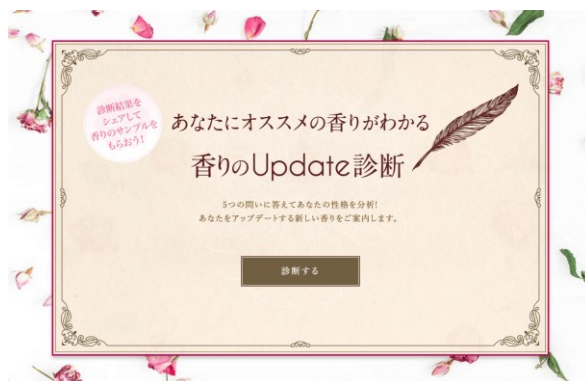 診断結果を
シェアして
香りのサンプルを
もらおう!
あなたにオススメの香りがわかる
香りのUpdate診断
5つの問いに答えてあなたの性格を分析!
あなたをアップデートする新しい香りをご案内します。
診断する